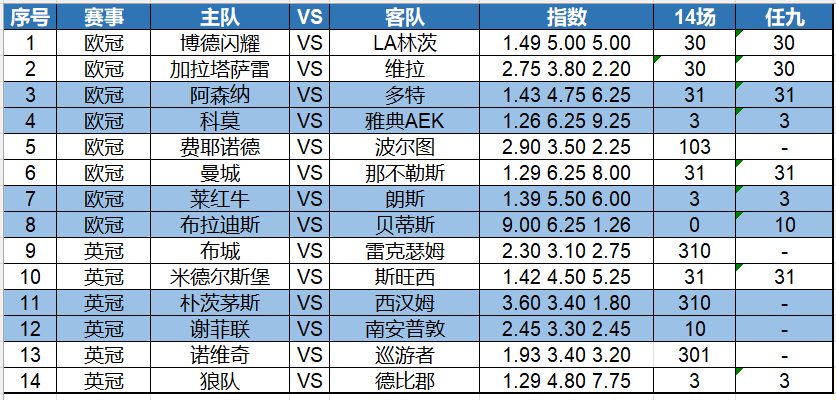 序号 赛事 主队 VS 客队 指数 14场 任九
1 欧冠 博德闪耀 VS LA林茨 1.49 5.00 5.00 30 30
2 欧冠 加拉塔萨雷 VS 维拉 2.75 3.80 2.20 30 30
3 欧冠 阿森纳 VS 多特 1.43 4.75 6.25 31 31
4 欧冠 科莫 VS 雅典AEK 1.26 6.25 9.25 3 3
5 欧冠 费耶诺德 VS 波尔图 2.90 3.50 2.25 103 -
6 欧冠 曼城 VS 那不勒斯 1.29 6.25 8.00 31 31
7 欧冠 莱红牛 VS 朗斯 1.39 5.50 6.00 3 3
8 欧冠 布拉迪斯 VS 贝蒂斯 9.00 6.25 1.26 0 10
9 英冠 布城 VS 雷克瑟姆 2.30 3.10 2.75 310 -
10 英冠 米德尔斯堡 VS 斯旺西 1.42 4.50 5.25 31 31
11 英冠 朴茨茅斯 VS 西汉姆 3.60 3.40 1.80 310 -
12 英冠 谢菲联 VS 南安普敦 2.45 3.30 2.45 10 -
13 英冠 诺维奇 VS 巡游者 1.93 3.40 3.20 301 -
14 英冠 狼队 VS 德比郡 1.29 4.80 7.75 3 3